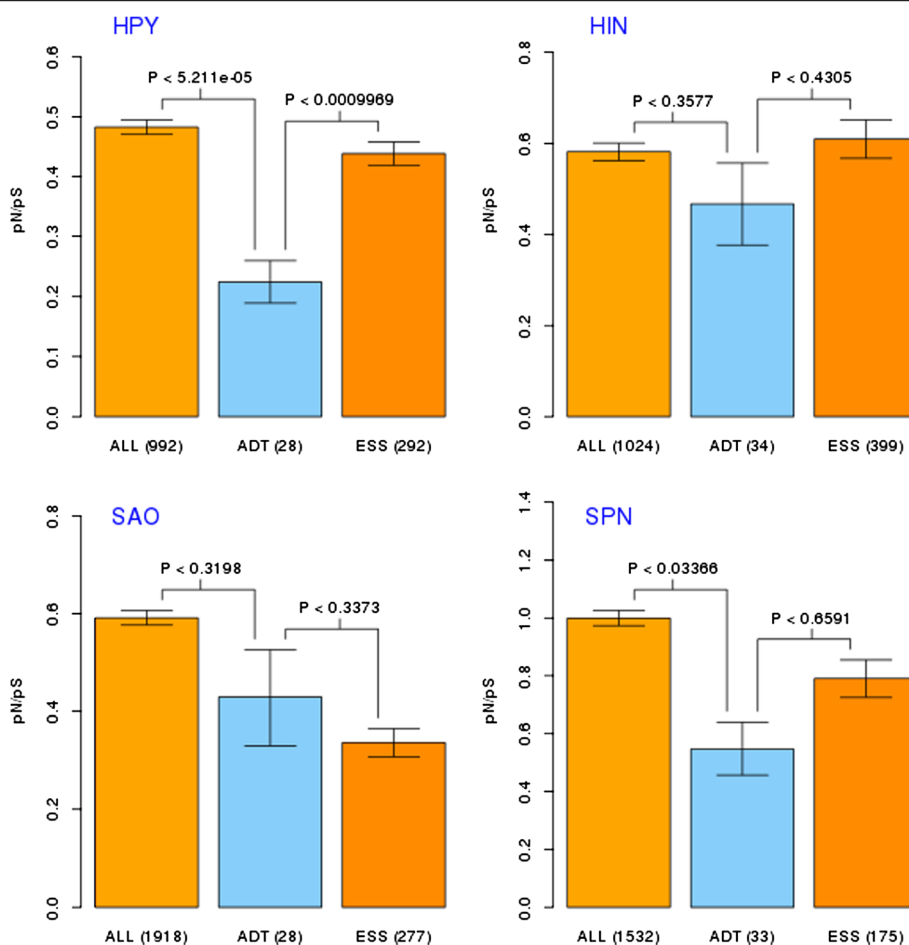 HPY
P < 5.211e-05
P < 0.0009969
pN/pS
0.6
0.5
0.4
0.3
0.2
0.1
0.0
ALL (992) ADT (28) ESS (292)
HIN
P < 0.4305
P < 0.3577
pN/pS
0.8
0.6
0.4
0.2
0.0
ALL (1024) ADT (34) ESS (399)
SAO
P < 0.3198
P < 0.3373
pN/pS
0.8
0.6
0.4
0.2
0.0
ALL (1918) ADT (28) ESS (277)
SPN
P < 0.03366
P < 0.6591
pN/pS
1.4
1.2
1.0
0.8
0.6
0.4
0.2
0.0
ALL (1532) ADT (33) ESS (175)